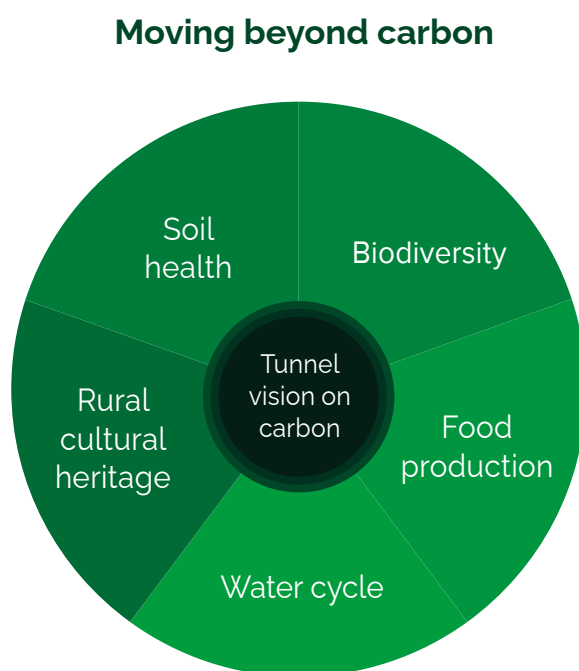 Moving beyond carbon
Soil
health
Biodiversity
Tunnel
vision on
carbon
Rural
cultural
heritage
Food
production
Water cycle